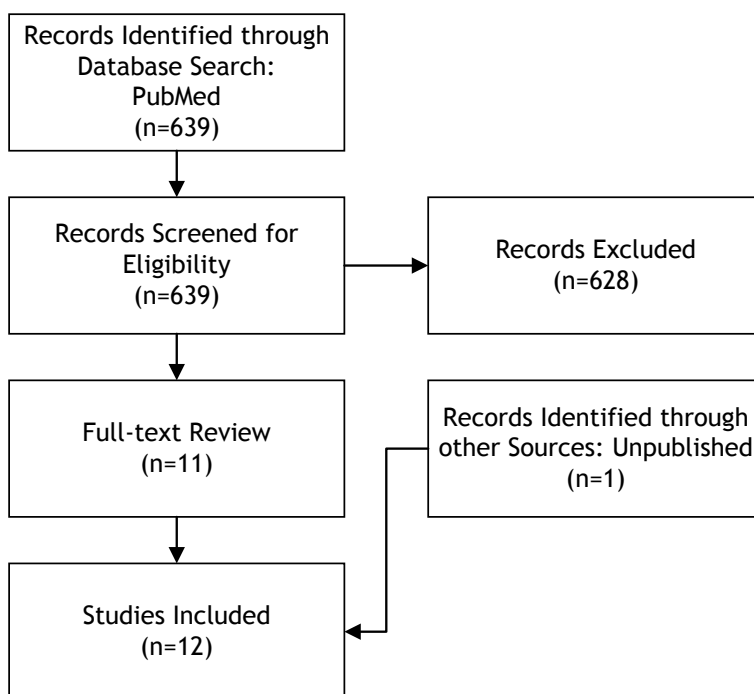 Records Identified through
Database Search:
PubMed
(n=639)
Records Screened for
Eligibility
(n=639)
Records Excluded
(n=628)
Full-text Review
(n=11)
Records Identified through
other Sources: Unpublished
(n=1)
Studies Included
(n=12)